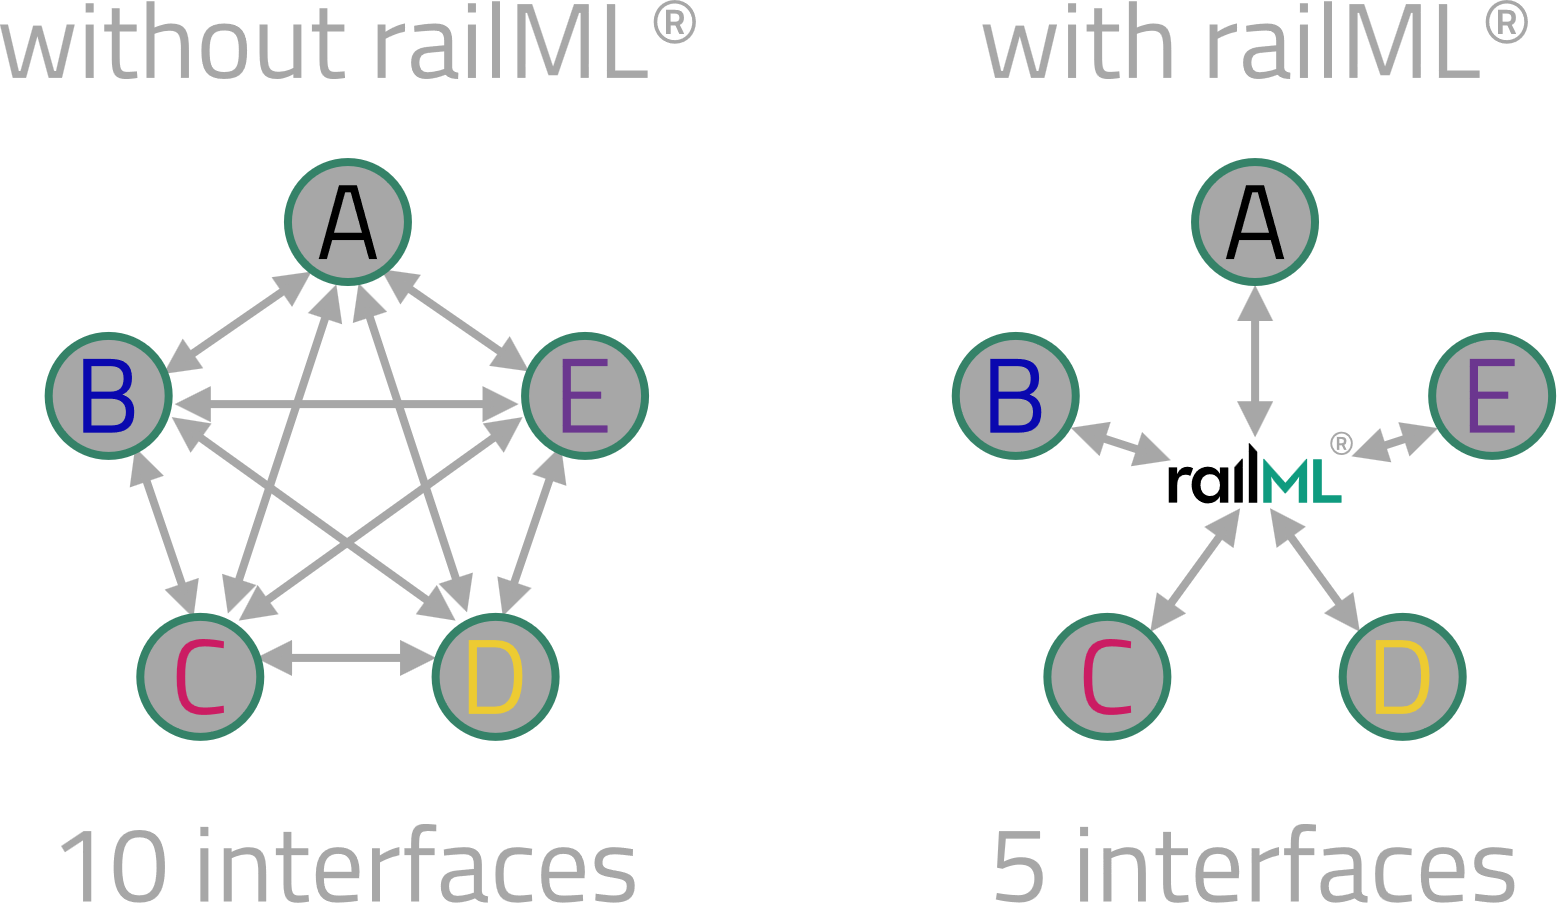 without railML®
with railML®
A
B
E
C
D
A
B
E
railML®
C
D
10 interfaces
5 interfaces